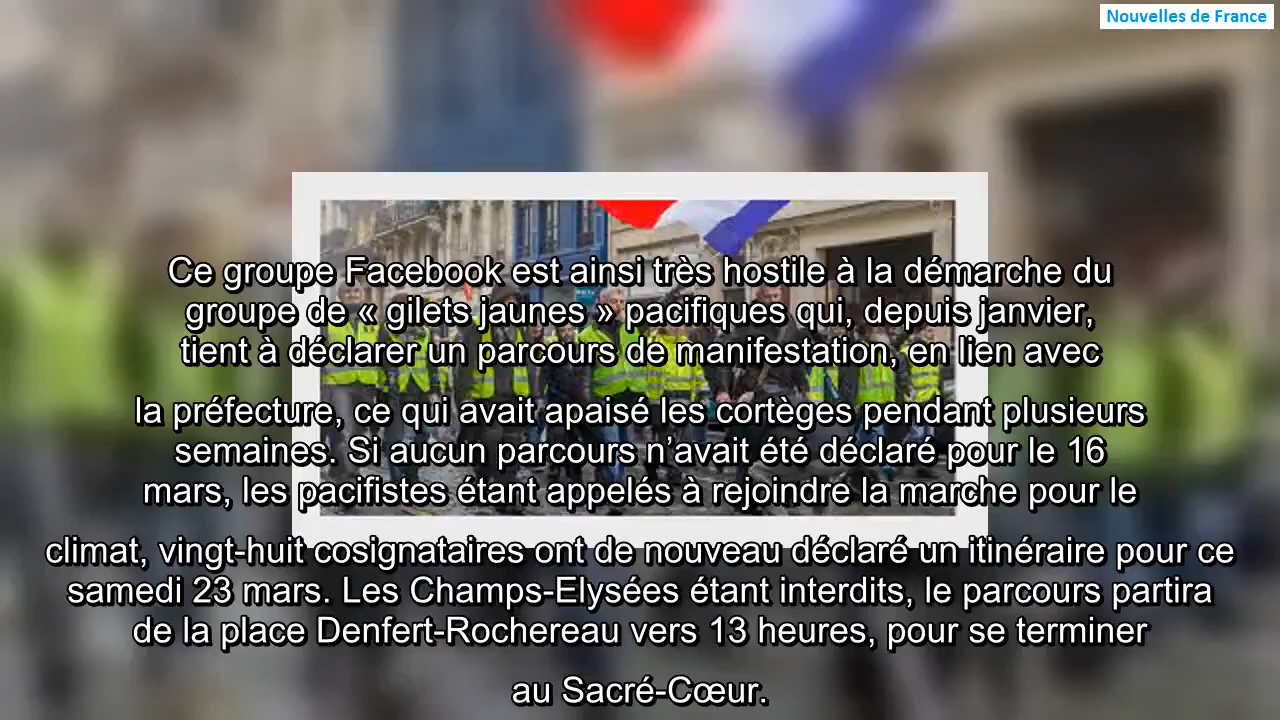 Nouvelles de France
Ce groupe Facebook est ainsi très hostile à la démarche du
groupe de « gilets jaunes » pacifiques qui, depuis janvier,
tient à déclarer un parcours de manifestation, en lien avec
la préfecture, ce qui avait apaisé les cortèges pendant plusieurs
semaines. Si aucun parcours n’avait été déclaré pour le 16
mars, les pacifistes étant appelés à rejoindre la marche pour le
climat, vingt-huit cosignataires ont de nouveau déclaré un itinéraire pour ce
samedi 23 mars. Les Champs-Elysées étant interdits, le parcours partira
de la place Denfert-Rochereau vers 13 heures, pour se terminer
au Sacré-Cœur.